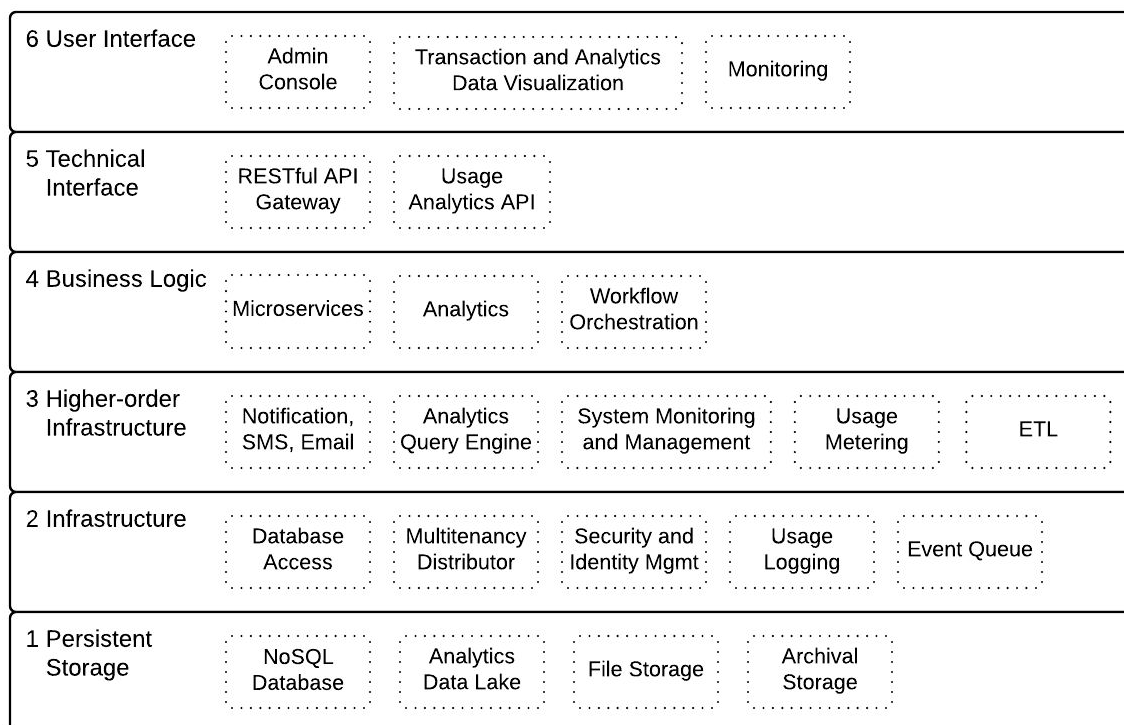 6 User Interface
Admin
Console
Transaction and Analytics
Data Visualization
Monitoring
5 Technical
Interface
RESTful API
Gateway
Usage
Analytics API
4 Business Logic
Microservices
Analytics
Workflow
Orchestration
3 Higher-order
Infrastructure
Notification,
SMS, Email
Analytics
Query Engine
System Monitoring
and Management
Usage
Metering
ETL
2 Infrastructure
Database
Access
Multitenancy
Distributor
Security and
Identity Mgmt
Usage
Logging
Event Queue
1 Persistent
Storage
NoSQL
Database
Analytics
Data Lake
File Storage
Archival
Storage